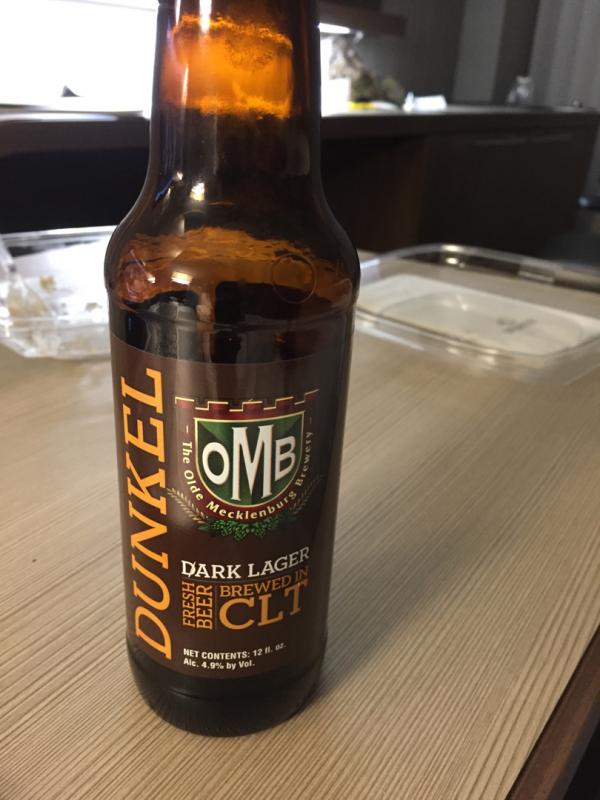 DUNKEL
OMB
- The Olde Mecklenburg Brewery -
DARK LAGER
FRESH
BEER
BREWED IN
CLT
NET CONTENTS: 12 fl. oz.
Alc. 4.9% by Vol.